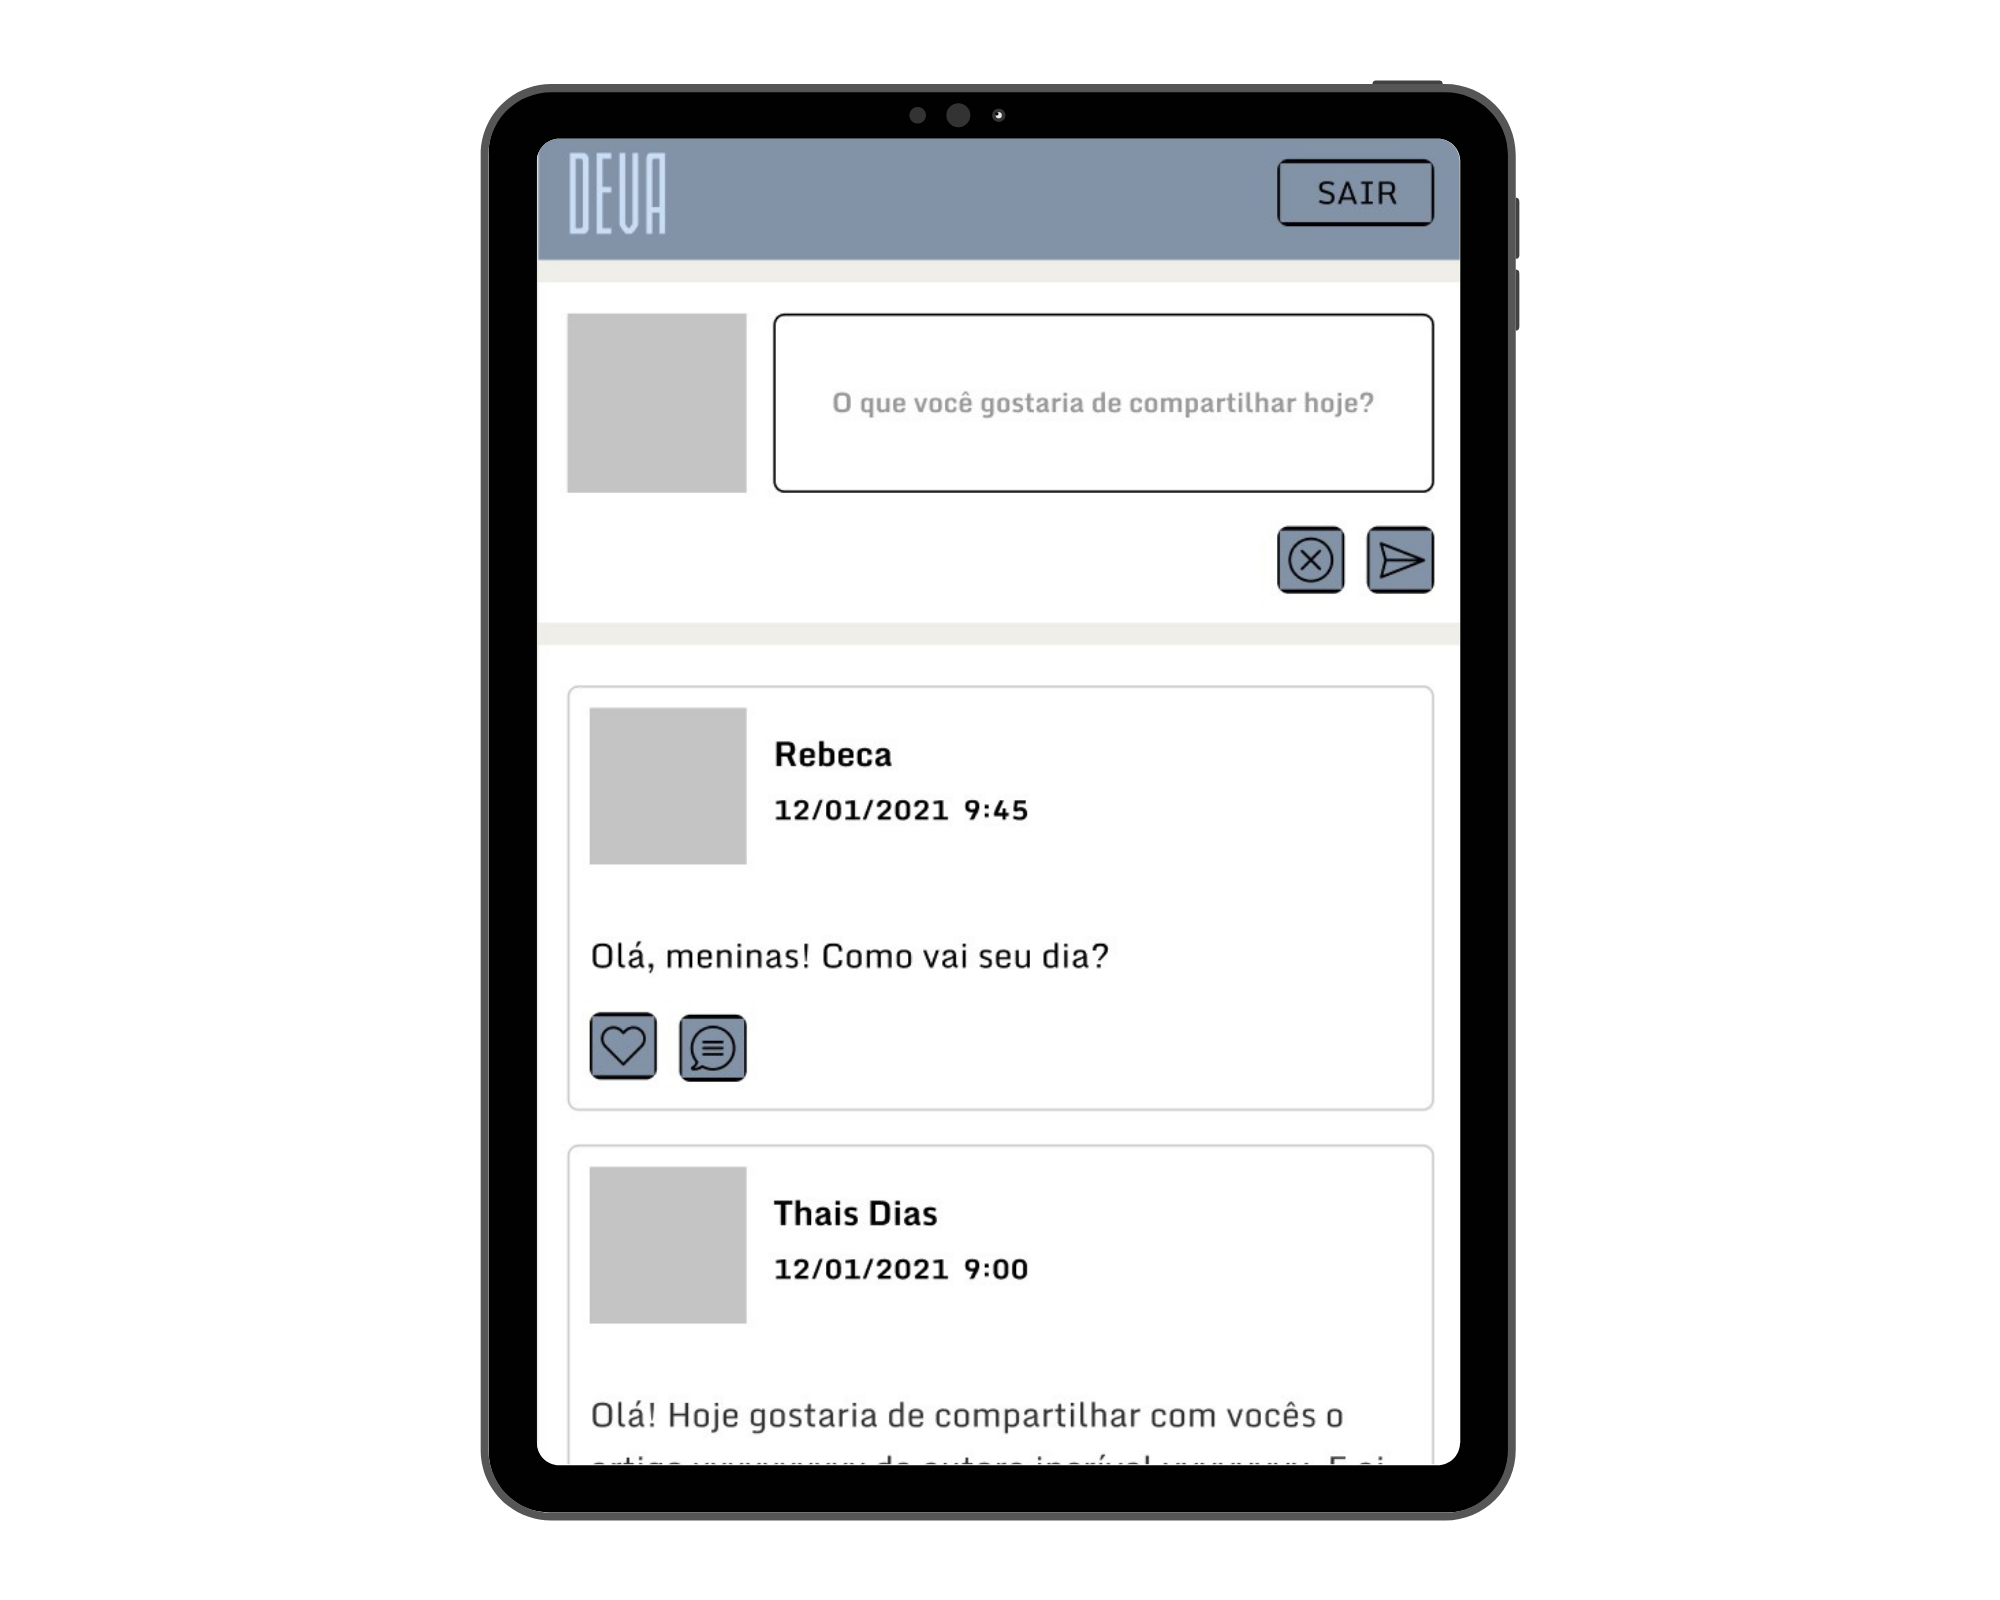 DEVA
SAIR
O que você gostaria de compartilhar hoje?
Rebeca
12/01/2021 9:45
Olá, meninas! Como vai seu dia?
Thais Dias
12/01/2021 9:00
Olá! Hoje gostaria de compartilhar com vocês o